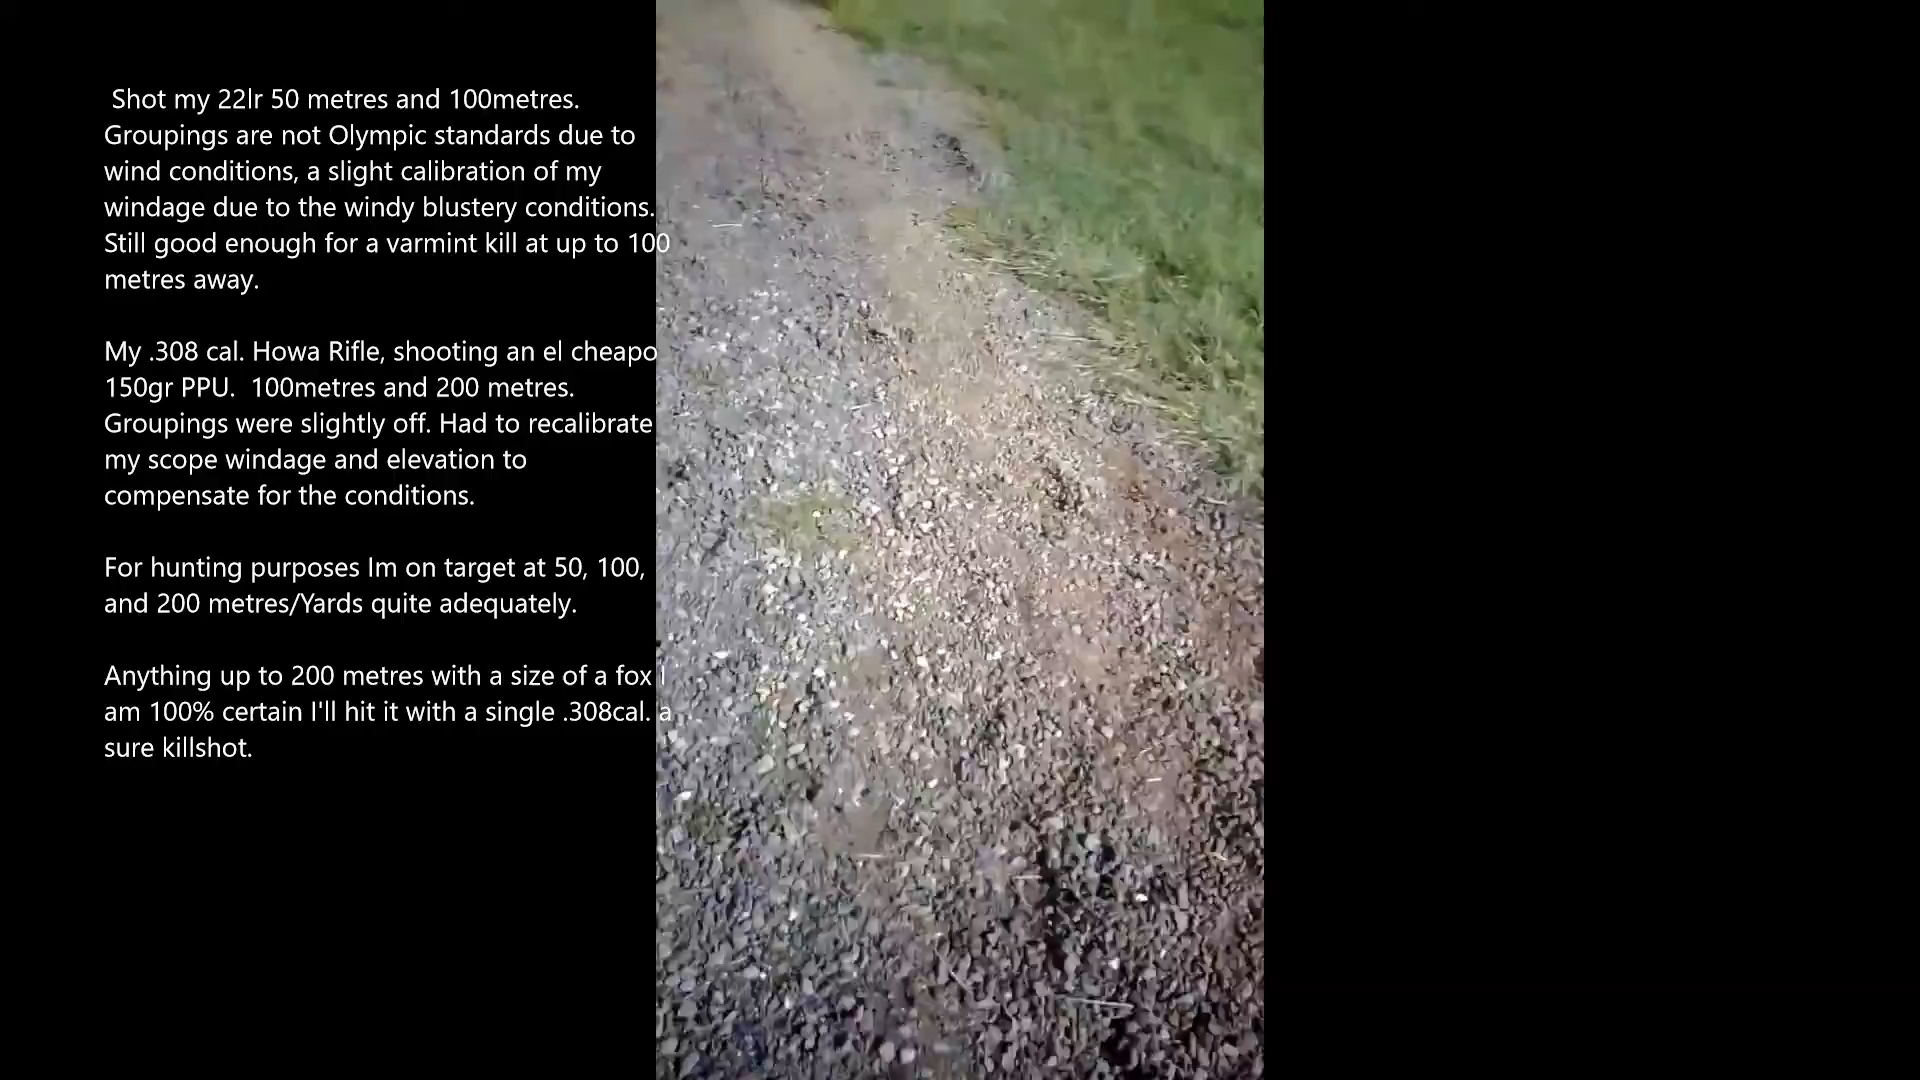 Shot my 22lr 50 metres and 100metres.
Groupings are not Olympic standards due to
wind conditions, a slight calibration of my
windage due to the windy blustery conditions.
Still good enough for a varmint kill at up to 100
metres away.
My .308 cal. Howa Rifle, shooting an el cheapo
150gr PPU.  100metres and 200 metres.
Groupings were slightly off. Had to recalibrate
my scope windage and elevation to
compensate for the conditions.
For hunting purposes Im on target at 50, 100,
and 200 metres/Yards quite adequately.
Anything up to 200 metres with a size of a fox I
am 100% certain I'll hit it with a single .308cal. a
sure killshot.